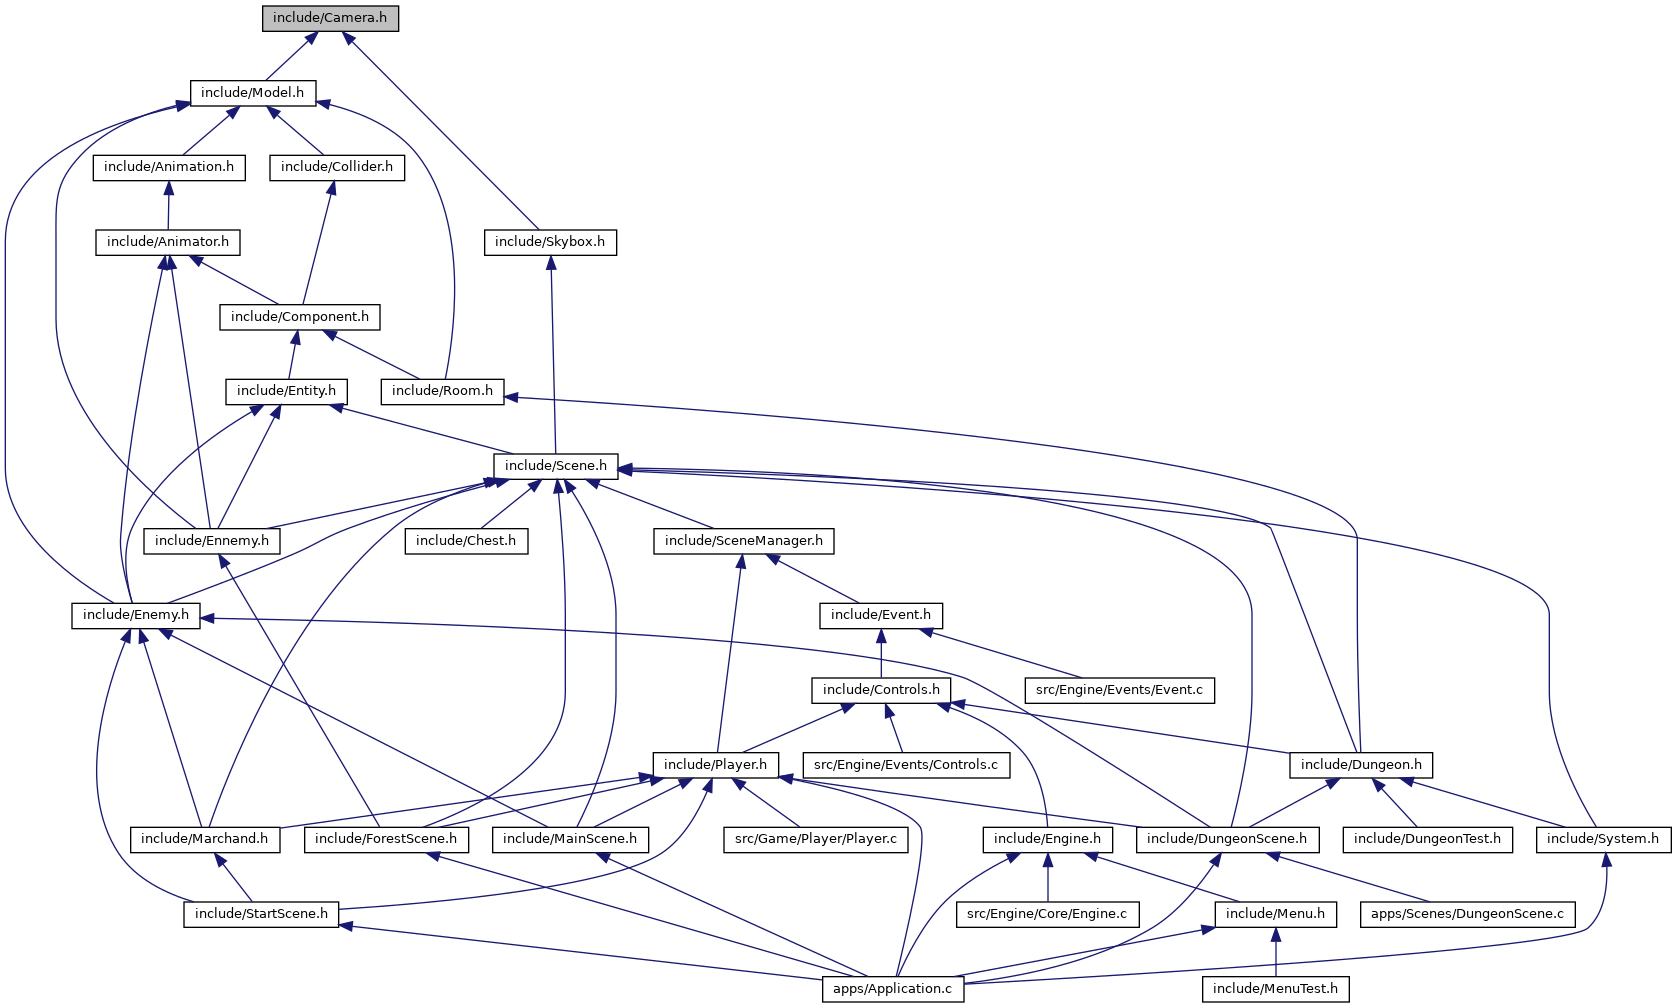 include/Camera.h
include/Model.h
include/Animation.h
include/Collider.h
include/Animator.h
include/Skybox.h
include/Component.h
include/Entity.h
include/Room.h
include/Scene.h
include/Ennemy.h
include/Chest.h
include/SceneManager.h
include/Enemy.h
include/Event.h
include/Controls.h
src/Engine/Events/Event.c
include/Player.h
src/Engine/Events/Controls.c
include/Dungeon.h
include/Marchand.h
include/ForestScene.h
include/MainScene.h
src/Game/Player/Player.c
include/Engine.h
include/DungeonScene.h
include/DungeonTest.h
include/System.h
include/StartScene.h
src/Engine/Core/Engine.c
include/Menu.h
apps/Scenes/DungeonScene.c
apps/Application.c
include/MenuTest.h